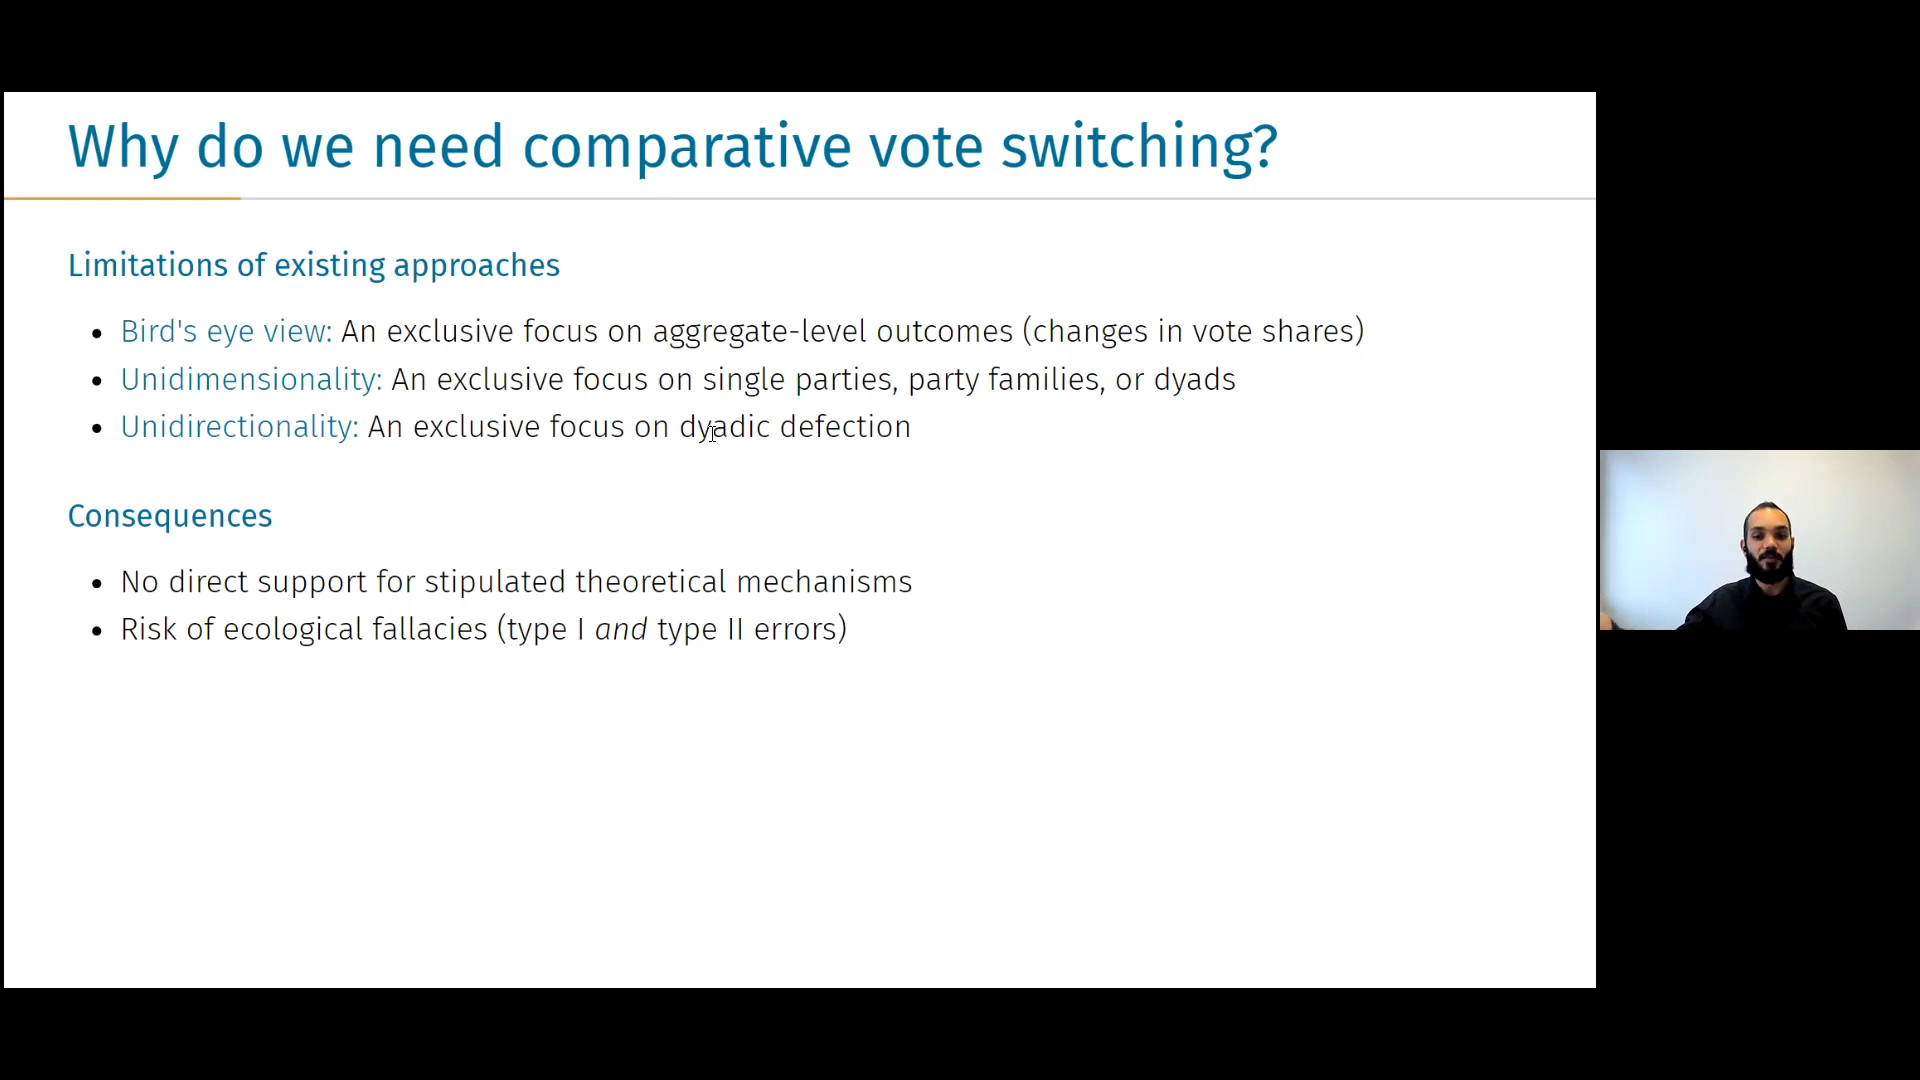 Why do we need comparative vote switching?
Limitations of existing approaches
• Bird's eye view: An exclusive focus on aggregate-level outcomes (changes in vote shares)
• Unidimensionality: An exclusive focus on single parties, party families, or dyads
• Unidirectionality: An exclusive focus on dyadic defection
Consequences
• No direct support for stipulated theoretical mechanisms
• Risk of ecological fallacies (type I and type II errors)